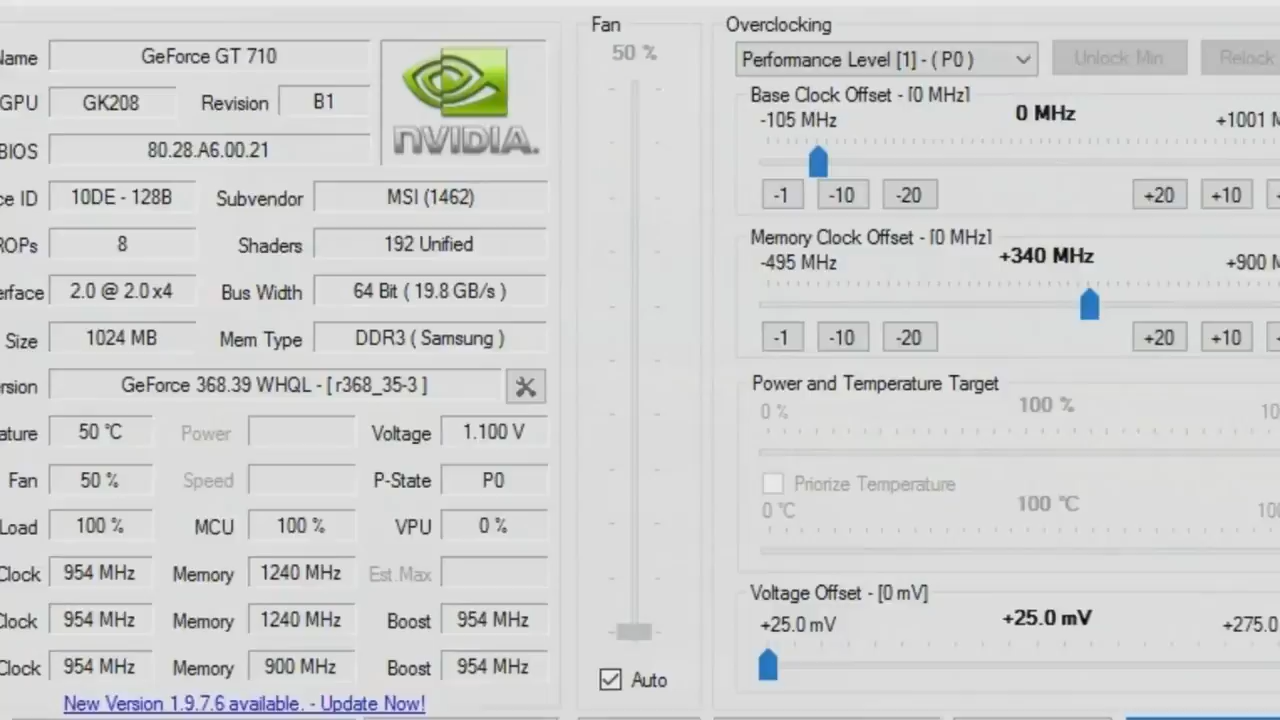 Fan
Overclocking
Name GeForce GT 710
50 %
Performance Level [1] - ( P0 ) Unlock Min Relock
GPU GK208 Revision B1
NVIDIA.
Base Clock Offset - [0 MHz]
-105 MHz 0 MHz +1001 M
BIOS 80.28.A6.00.21
-1 -10 -20 +20 +10
ce ID 10DE - 128B Subvendor MSI (1462)
ROPs 8 Shaders 192 Unified
Memory Clock Offset - [0 MHz]
-495 MHz +340 MHz +900 M
erface 2.0 @ 2.0 x4 Bus Width 64 Bit ( 19.8 GB/s )
-1 -10 -20 +20 +10
Size 1024 MB Mem Type DDR3 ( Samsung )
rsion GeForce 368.39 WHQL - [ r368_35-3 ]
Power and Temperature Target
0 % 100 % 10
ature 50 °C Power Voltage 1.100 V
Fan 50 % Speed P-State P0
Priorize Temperature
0 °C 100 °C 100
Load 100 % MCU 100 % VPU 0 %
Clock 954 MHz Memory 1240 MHz Est.Max
Voltage Offset - [0 mV]
+25.0 mV +25.0 mV +275.0
Clock 954 MHz Memory 1240 MHz Boost 954 MHz
Clock 954 MHz Memory 900 MHz Boost 954 MHz
Auto
New Version 1.9.7.6 available. - Update Now!